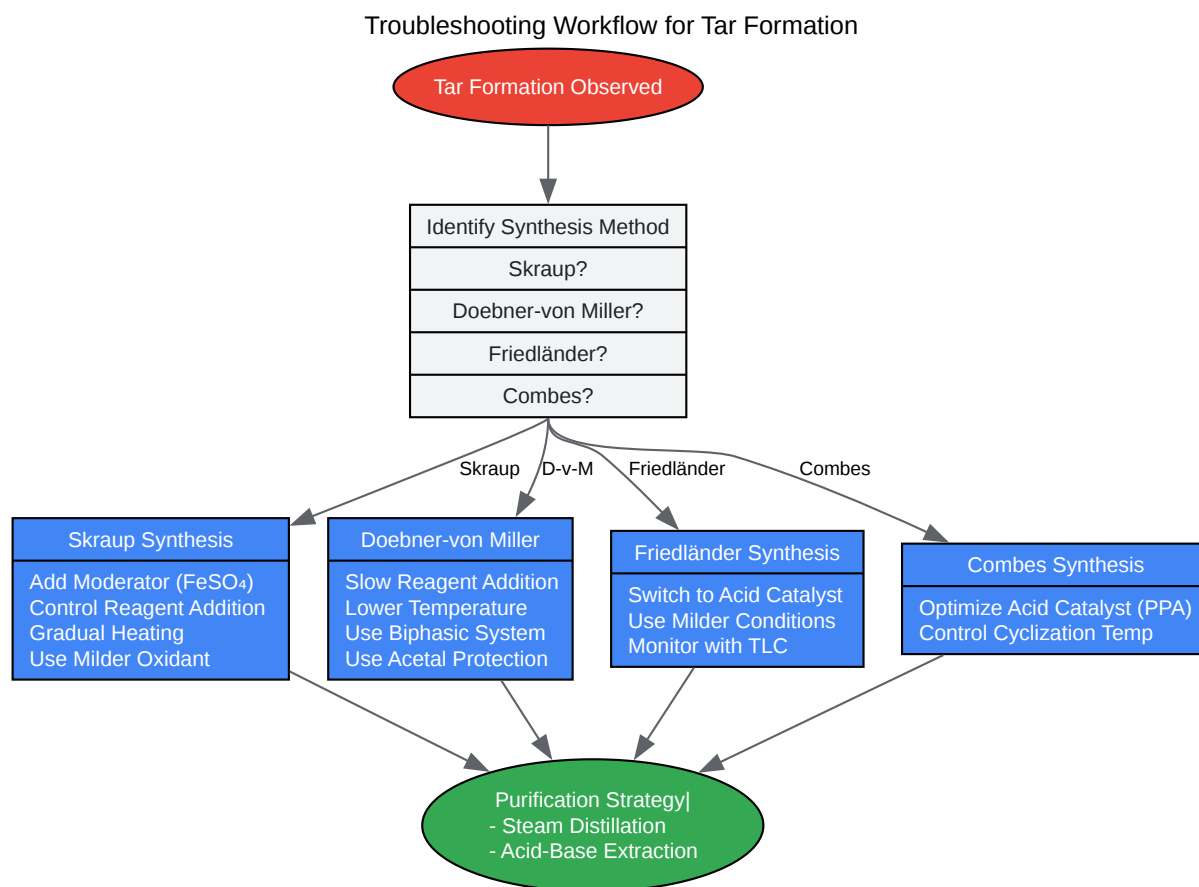 Troubleshooting Workflow for Tar Formation
Tar Formation Observed
Identify Synthesis Method
Skraup?
Doebner-von Miller?
Friedländer?
Combes?
Skraup
D-v-M
Friedländer
Combes
Skraup Synthesis
Add Moderator (FeSO₄)
Control Reagent Addition
Gradual Heating
Use Milder Oxidant
Doebner-von Miller
Slow Reagent Addition
Lower Temperature
Use Biphasic System
Use Acetal Protection
Friedländer Synthesis
Switch to Acid Catalyst
Use Milder Conditions
Monitor with TLC
Combes Synthesis
Optimize Acid Catalyst (PPA)
Control Cyclization Temp
Purification Strategy|
- Steam Distillation
- Acid-Base Extraction